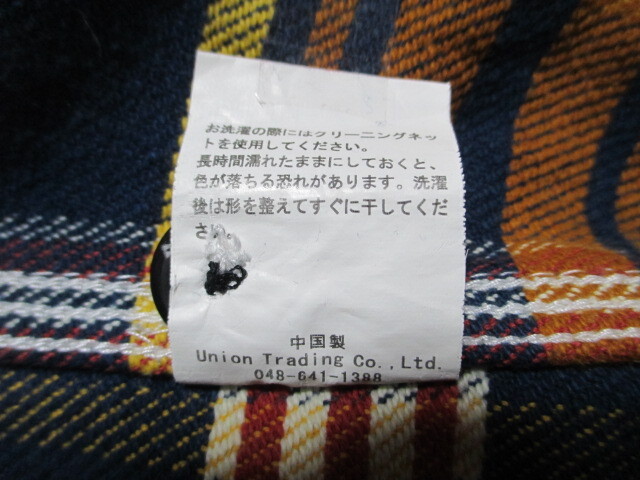 お洗濯の際にはクリーニングネッ
トを使用してください。
長時間濡れたままにしておくと、
色が落ちる恐れがあります。洗濯
後は形を整えてすぐに干してくだ
さい。
中国製
Union Trading Co.,Ltd.
048-641-1388